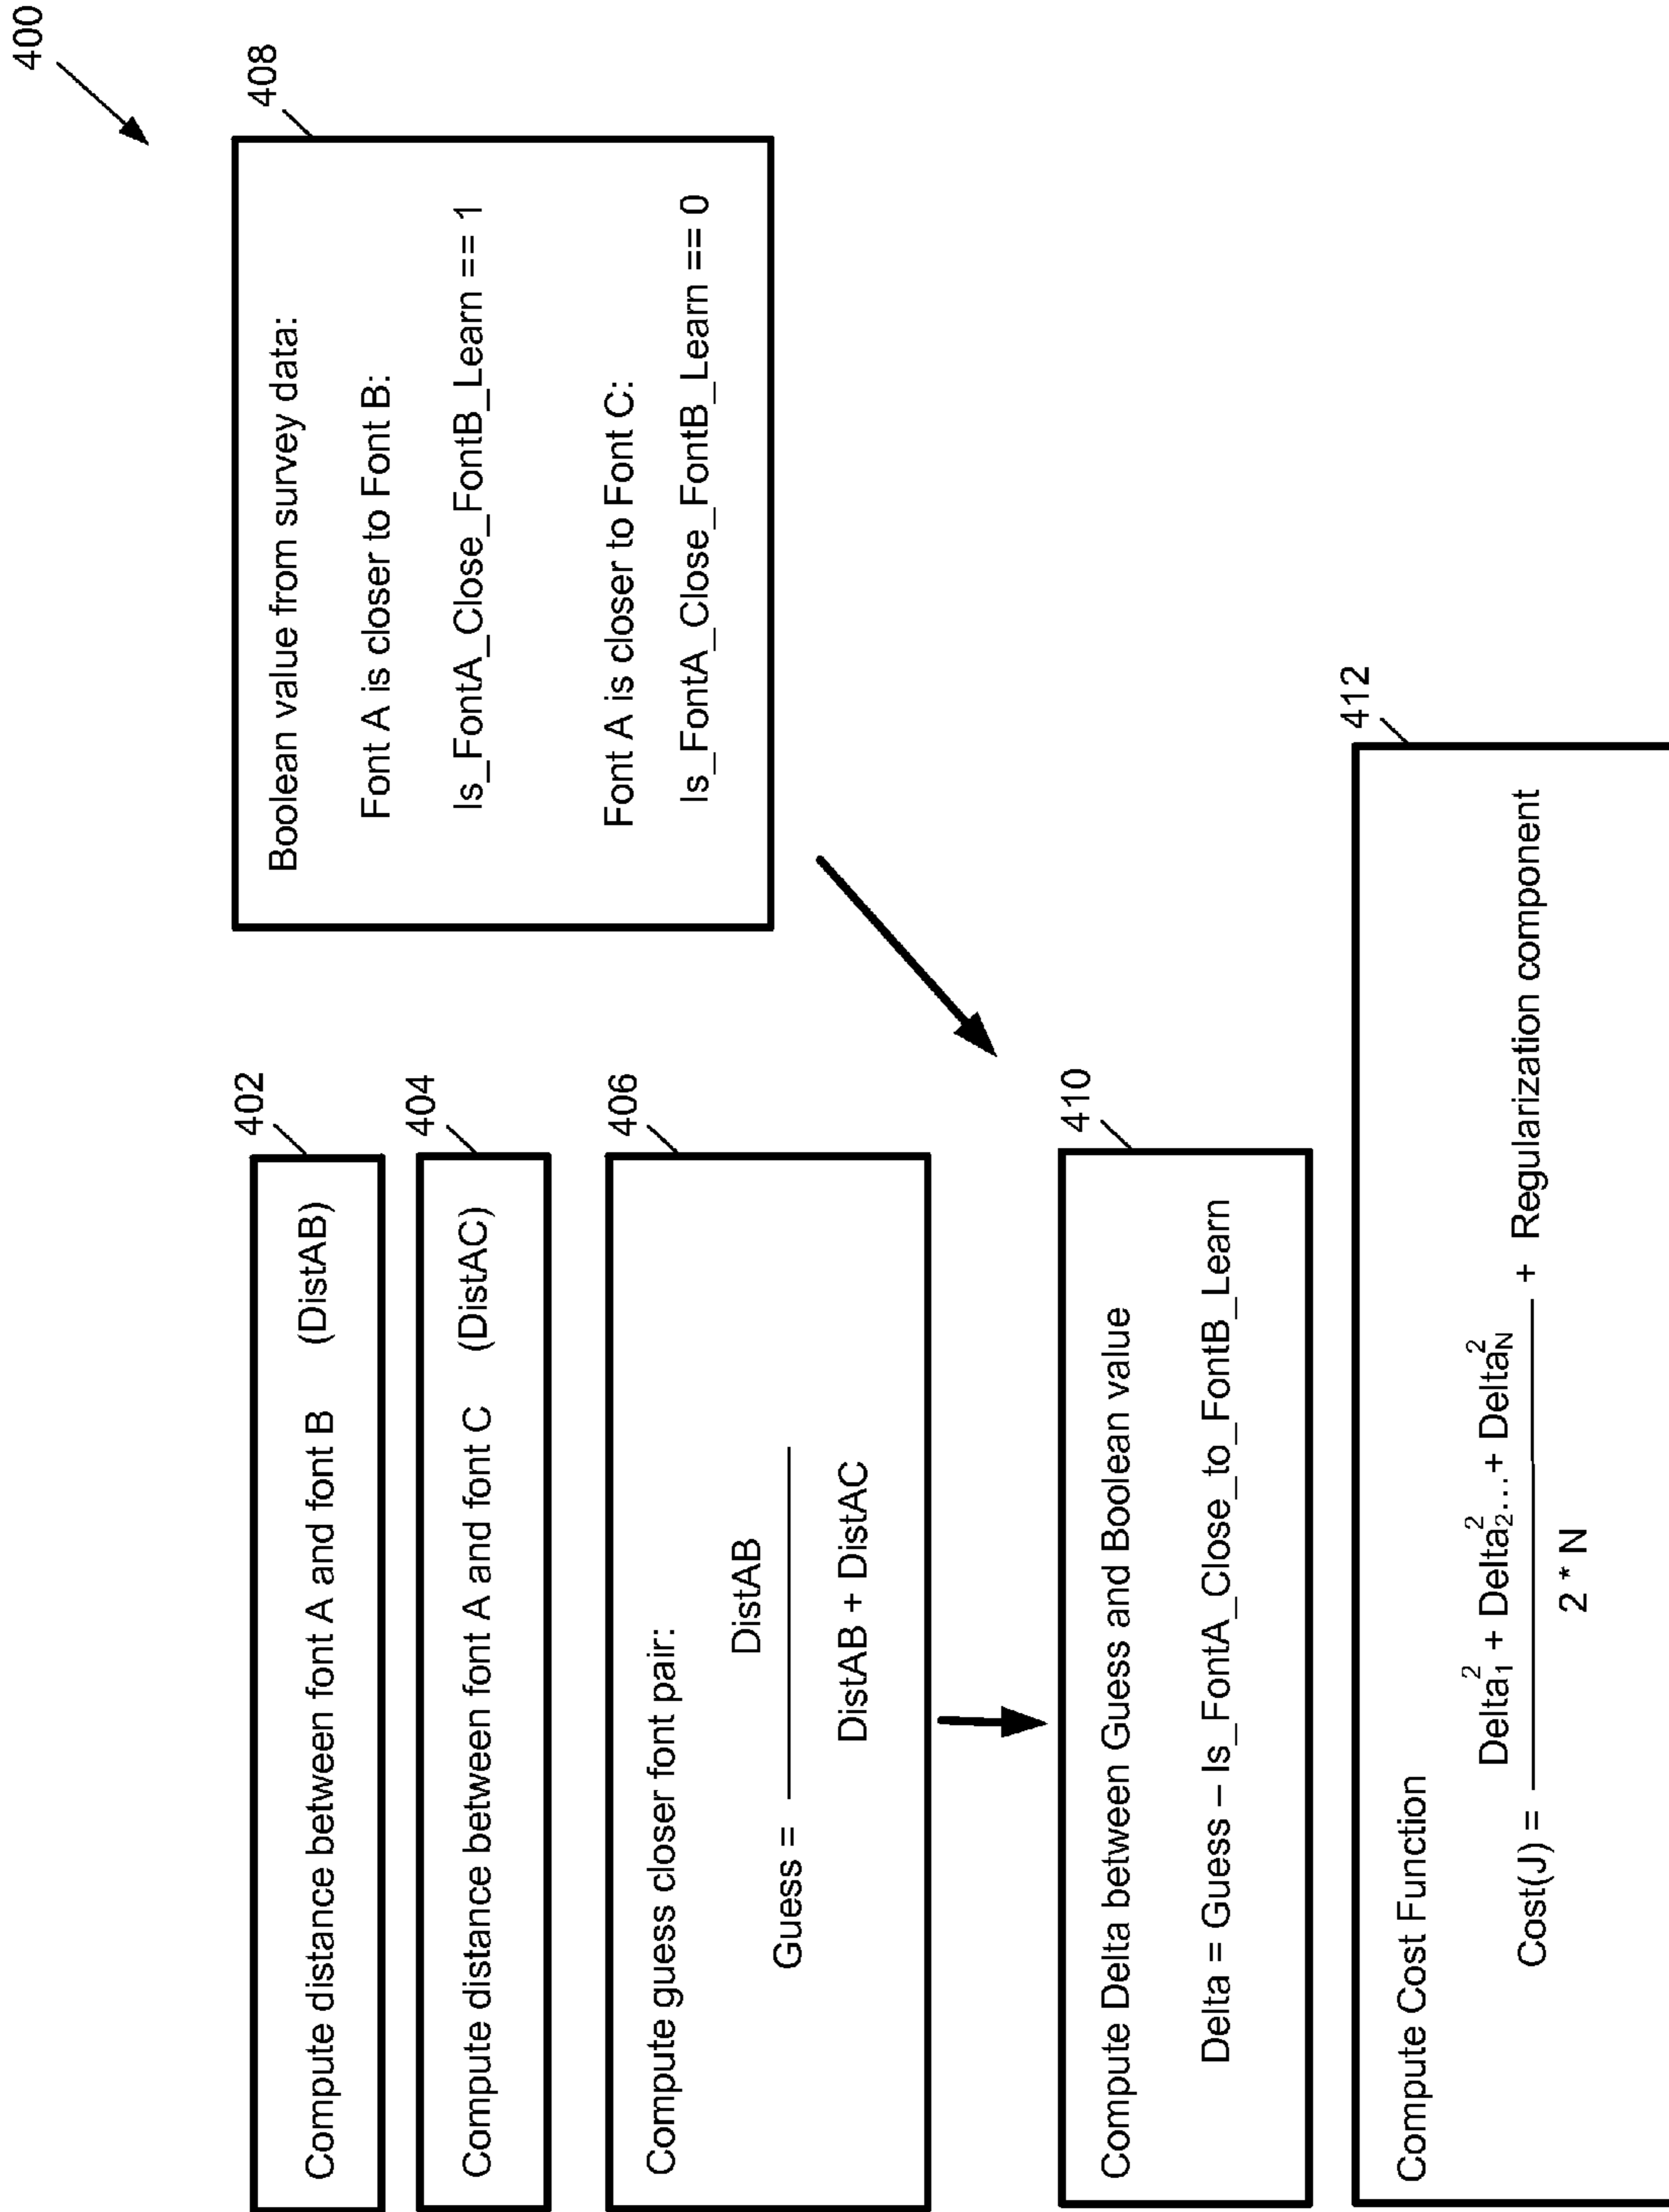 400
402
Compute distance between font A and font B (DistAB)
404
Compute distance between font A and font C (DistAC)
406
Compute guess closer font pair:
DistAB
Guess =
DistAB + DistAC
408
Boolean value from survey data:
Font A is closer to Font B:
Is_FontA_Close_FontB_Learn == 1
Font A is closer to Font C:
Is_FontA_Close_FontB_Learn == 0
410
Compute Delta between Guess and Boolean value
Delta = Guess – Is_FontA_Close_to_FontB_Learn
412
Compute Cost Function
Delta₁² + Delta₂²...+ Delta_N²
Cost(J) = + Regularization component
2 * N